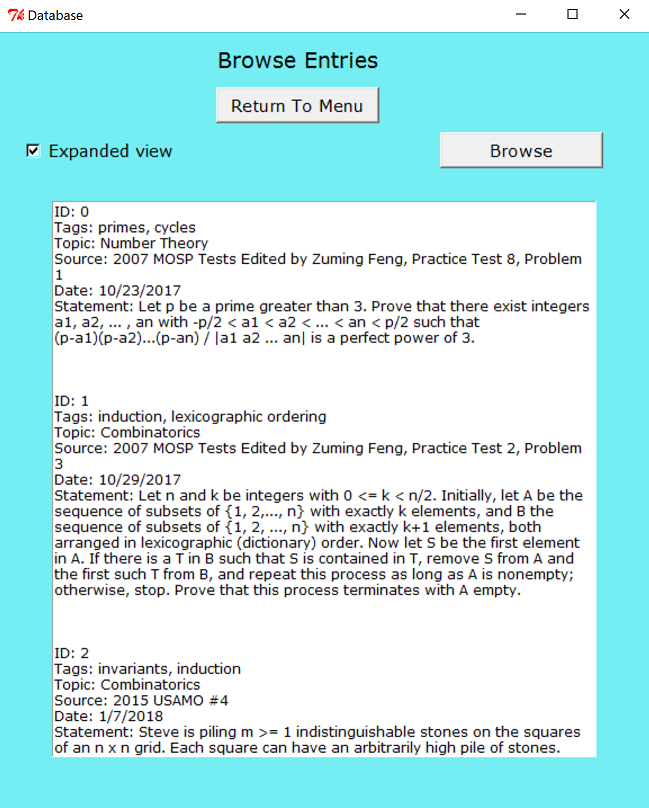 Database
Browse Entries
Return To Menu
Expanded view
Browse
ID: 0
Tags: primes, cycles
Topic: Number Theory
Source: 2007 MOSP Tests Edited by Zuming Feng, Practice Test 8, Problem
1
Date: 10/23/2017
Statement: Let p be a prime greater than 3. Prove that there exist integers
a1, a2, ... , an with -p/2 < a1 < a2 < ... < an < p/2 such that
(p-a1)(p-a2)...(p-an) / |a1 a2 ... an| is a perfect power of 3.
ID: 1
Tags: induction, lexicographic ordering
Topic: Combinatorics
Source: 2007 MOSP Tests Edited by Zuming Feng, Practice Test 2, Problem
3
Date: 10/29/2017
Statement: Let n and k be integers with 0 <= k < n/2. Initially, let A be the
sequence of subsets of {1, 2,..., n} with exactly k elements, and B the
sequence of subsets of {1, 2, ..., n} with exactly k+1 elements, both
arranged in lexicographic (dictionary) order. Now let S be the first element
in A. If there is a T in B such that S is contained in T, remove S from A and
the first such T from B, and repeat this process as long as A is nonempty;
otherwise, stop. Prove that this process terminates with A empty.
ID: 2
Tags: invariants, induction
Topic: Combinatorics
Source: 2015 USAMO #4
Date: 1/7/2018
Statement: Steve is piling m >= 1 indistinguishable stones on the squares
of an n x n grid. Each square can have an arbitrarily high pile of stones.